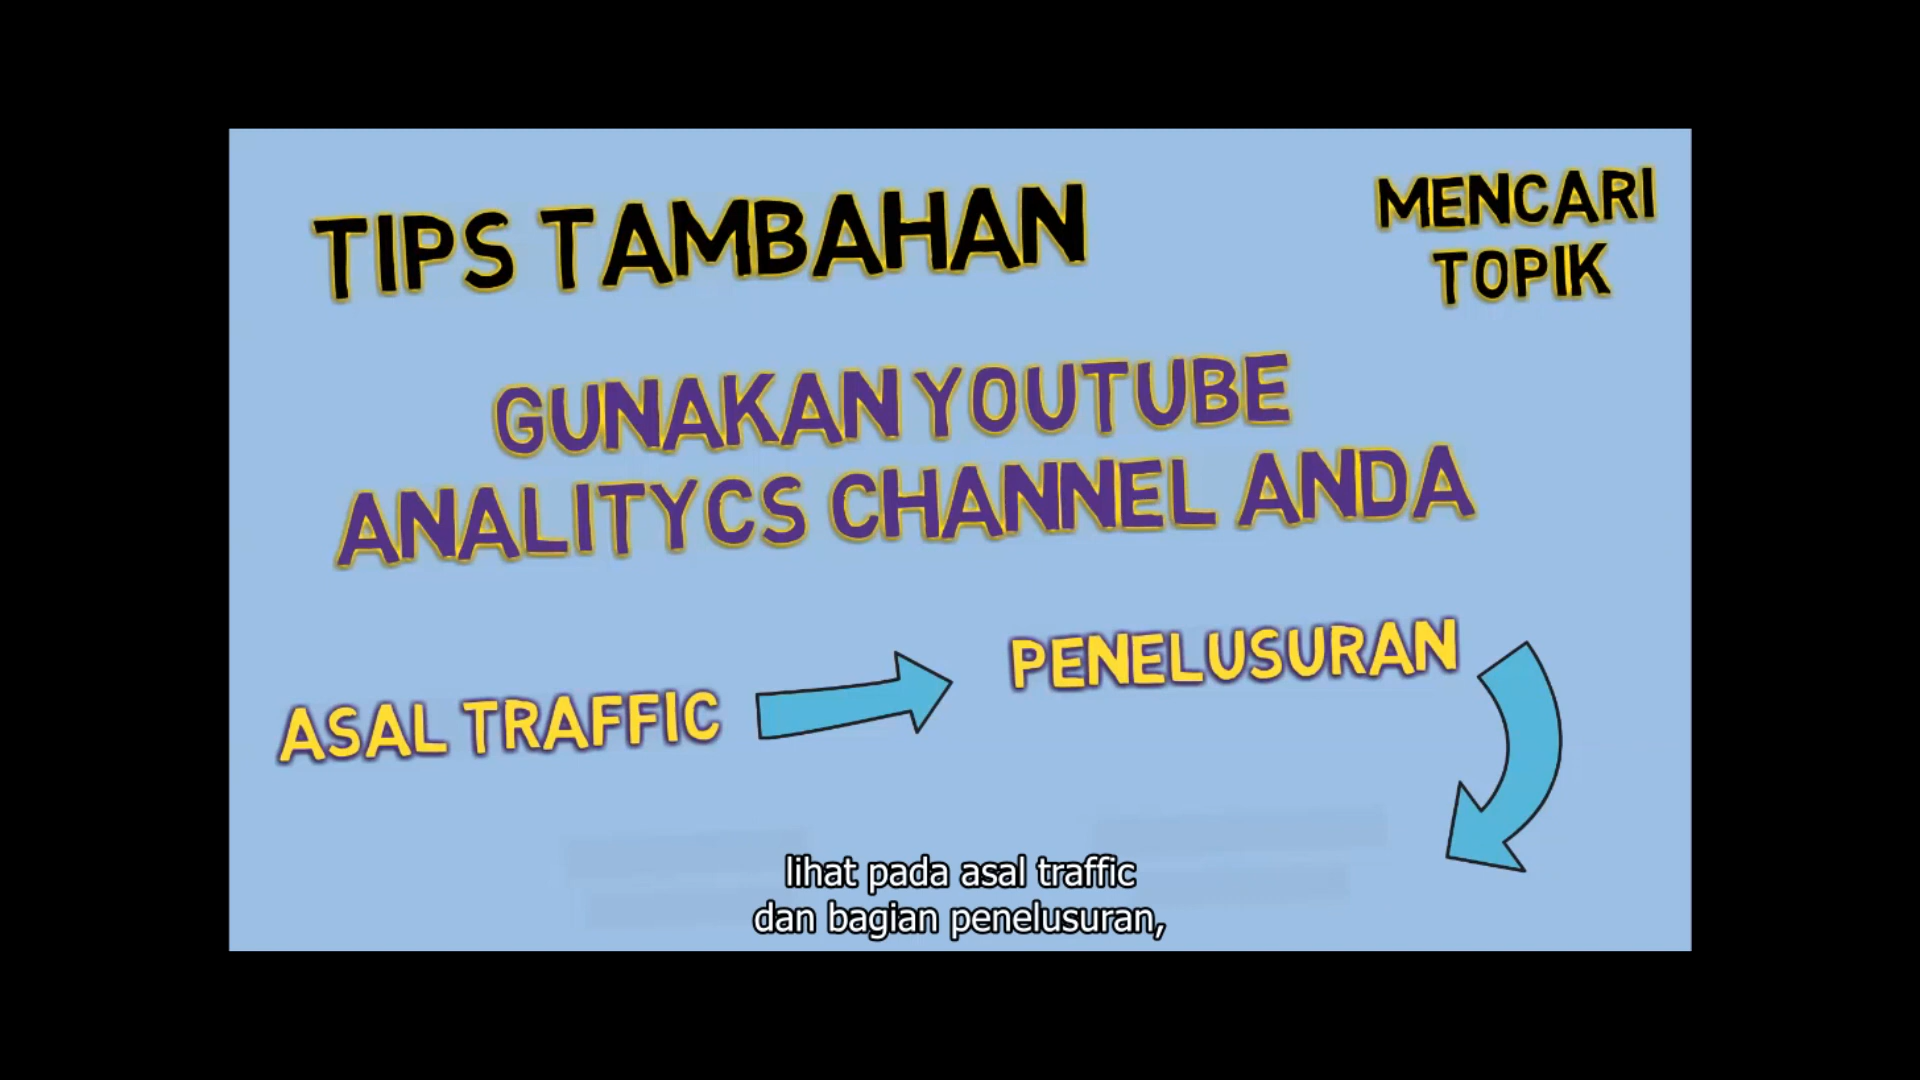 TIPS TAMBAHAN
MENCARI
TOPIK
GUNAKAN YOUTUBE
ANALITYCS CHANNEL ANDA
ASAL TRAFFIC
PENELUSURAN
lihat pada asal traffic
dan bagian penelusuran,